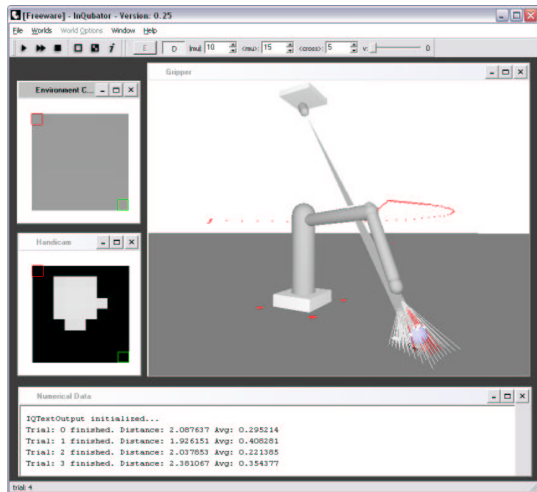 [Freeware] - InQubator - Version: 0.25
File Worlds World Options Window Help
E D |mu|: 10 <mu>: 15 <cross>: 5 v: 0
Environment C...
Gripper
Handicam
Numerical Data
IQTextOutput initialized...
Trial: 0 finished. Distance: 2.087637 Avg: 0.295214
Trial: 1 finished. Distance: 1.926151 Avg: 0.408281
Trial: 2 finished. Distance: 2.037853 Avg: 0.221385
Trial: 3 finished. Distance: 2.381067 Avg: 0.354377
trial: 4